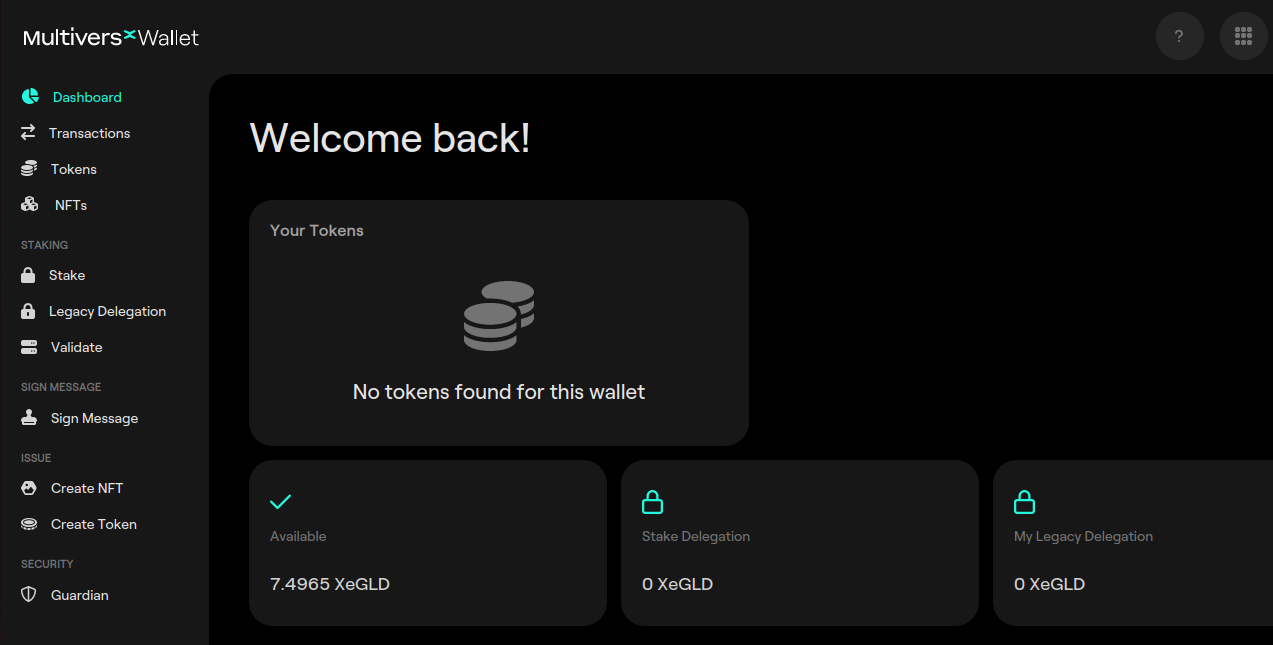 MultiversXWallet
?
Dashboard
Transactions
Tokens
NFTs
STAKING
Stake
Legacy Delegation
Validate
SIGN MESSAGE
Sign Message
ISSUE
Create NFT
Create Token
SECURITY
Guardian
Welcome back!
Your Tokens
No tokens found for this wallet
Available
7.4965 XeGLD
Stake Delegation
0 XeGLD
My Legacy Delegation
0 XeGLD